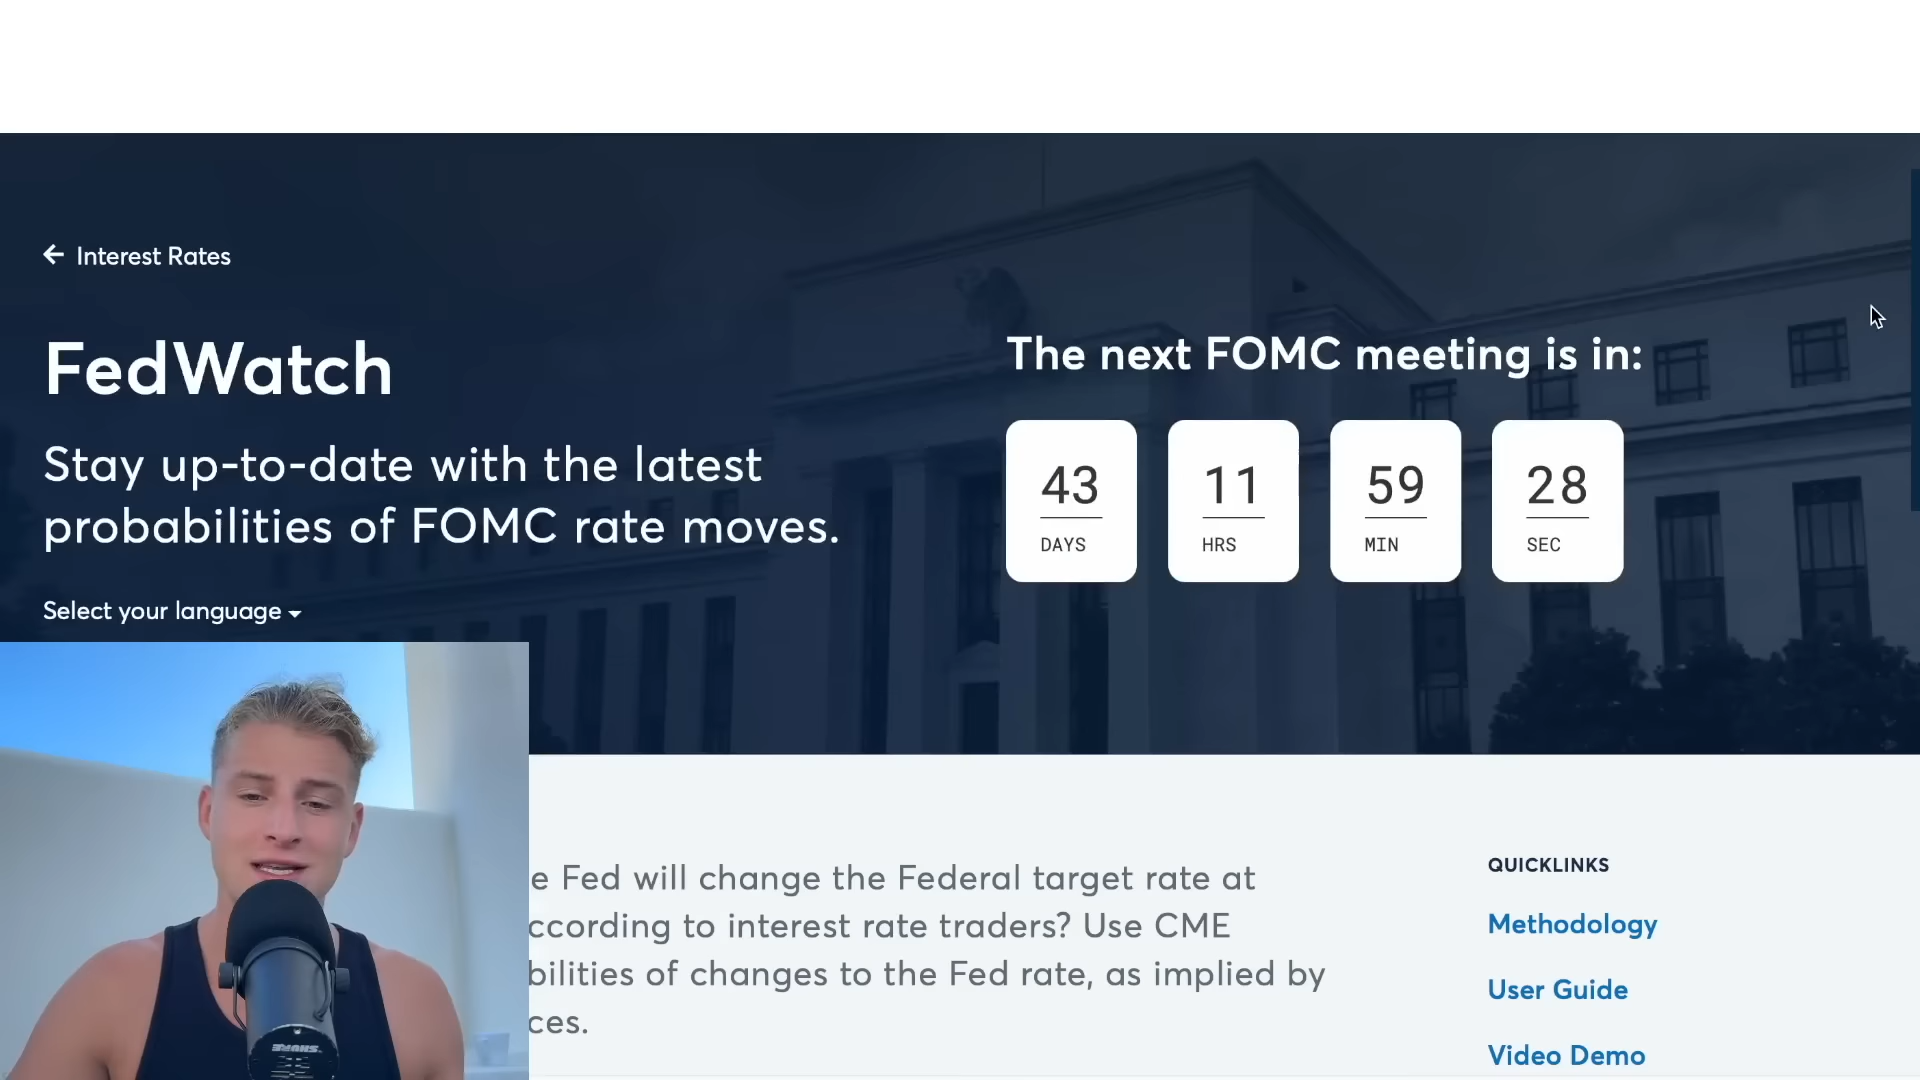 Interest Rates
FedWatch
Stay up-to-date with the latest
probabilities of FOMC rate moves.
Select your language
The next FOMC meeting is in:
43 11 59 28
DAYS HRS MIN SEC
e Fed will change the Federal target rate at
ccording to interest rate traders? Use CME
bilities of changes to the Fed rate, as implied by
ces.
QUICKLINKS
Methodology
User Guide
Video Demo